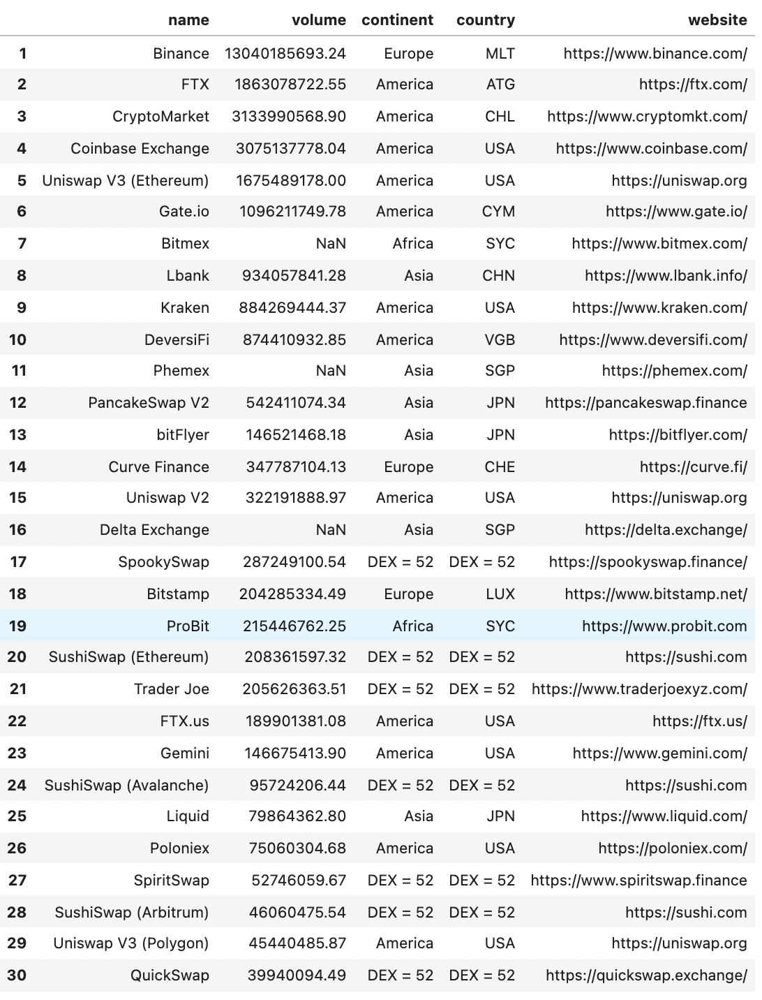 name volume continent country website
1 Binance 13040185693.24 Europe MLT https://www.binance.com/
2 FTX 1863078722.55 America ATG https://ftx.com/
3 CryptoMarket 3133990568.90 America CHL https://www.cryptomkt.com/
4 Coinbase Exchange 3075137778.04 America USA https://www.coinbase.com/
5 Uniswap V3 (Ethereum) 1675489178.00 America USA https://uniswap.org
6 Gate.io 1096211749.78 America CYM https://www.gate.io/
7 Bitmex NaN Africa SYC https://www.bitmex.com/
8 Lbank 934057841.28 Asia CHN https://www.lbank.info/
9 Kraken 884269444.37 America USA https://www.kraken.com/
10 DeversiFi 874410932.85 America VGB https://www.deversifi.com/
11 Phemex NaN Asia SGP https://phemex.com/
12 PancakeSwap V2 542411074.34 Asia JPN https://pancakeswap.finance
13 bitFlyer 146521468.18 Asia JPN https://bitflyer.com/
14 Curve Finance 347787104.13 Europe CHE https://curve.fi/
15 Uniswap V2 322191888.97 America USA https://uniswap.org
16 Delta Exchange NaN Asia SGP https://delta.exchange/
17 SpookySwap 287249100.54 DEX = 52 DEX = 52 https://spookyswap.finance/
18 Bitstamp 204285334.49 Europe LUX https://www.bitstamp.net/
19 ProBit 215446762.25 Africa SYC https://www.probit.com
20 SushiSwap (Ethereum) 208361597.32 DEX = 52 DEX = 52 https://sushi.com
21 Trader Joe 205626363.51 DEX = 52 DEX = 52 https://www.traderjoexyz.com/
22 FTX.us 189901381.08 America USA https://ftx.us/
23 Gemini 146675413.90 America USA https://www.gemini.com/
24 SushiSwap (Avalanche) 95724206.44 DEX = 52 DEX = 52 https://sushi.com
25 Liquid 79864362.80 Asia JPN https://www.liquid.com/
26 Poloniex 75060304.68 America USA https://poloniex.com/
27 SpiritSwap 52746059.67 DEX = 52 DEX = 52 https://www.spiritswap.finance
28 SushiSwap (Arbitrum) 46060475.54 DEX = 52 DEX = 52 https://sushi.com
29 Uniswap V3 (Polygon) 45440485.87 America USA https://uniswap.org
30 QuickSwap 39940094.49 DEX = 52 DEX = 52 https://quickswap.exchange/